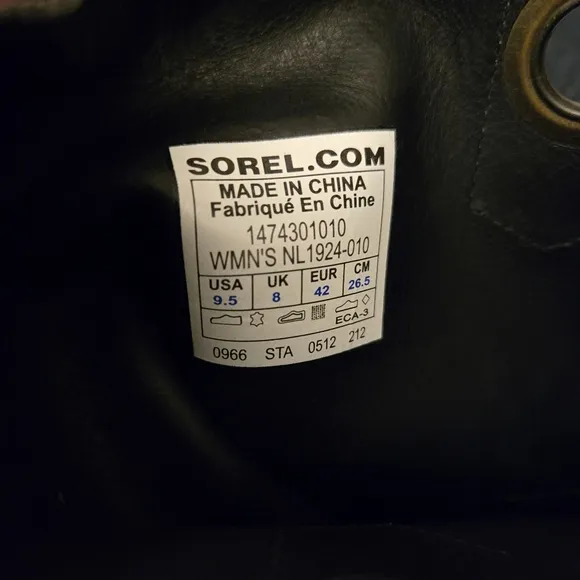 SOREL.COM
MADE IN CHINA
Fabriqué En Chine
1474301010
WMN'S NL1924-010
USA UK EUR CM
9.5 8 42 26.5
ECA-3
0966 STA 0512 212